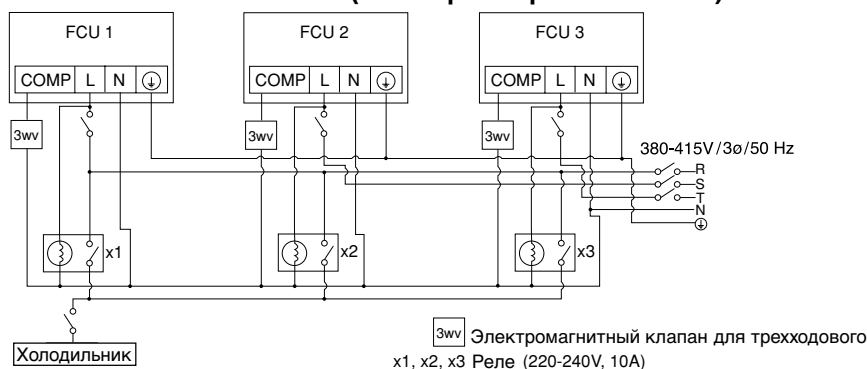 FCU 1 FCU 2 FCU 3
COMP L N COMP L N COMP L N
3wv 3wv 3wv
380-415V/3ø/50 Hz
R
S
T
N
x1 x2 x3
Холодильник
3wv Электромагнитный клапан для трехходового
x1, x2, x3 Реле (220-240V, 10A)